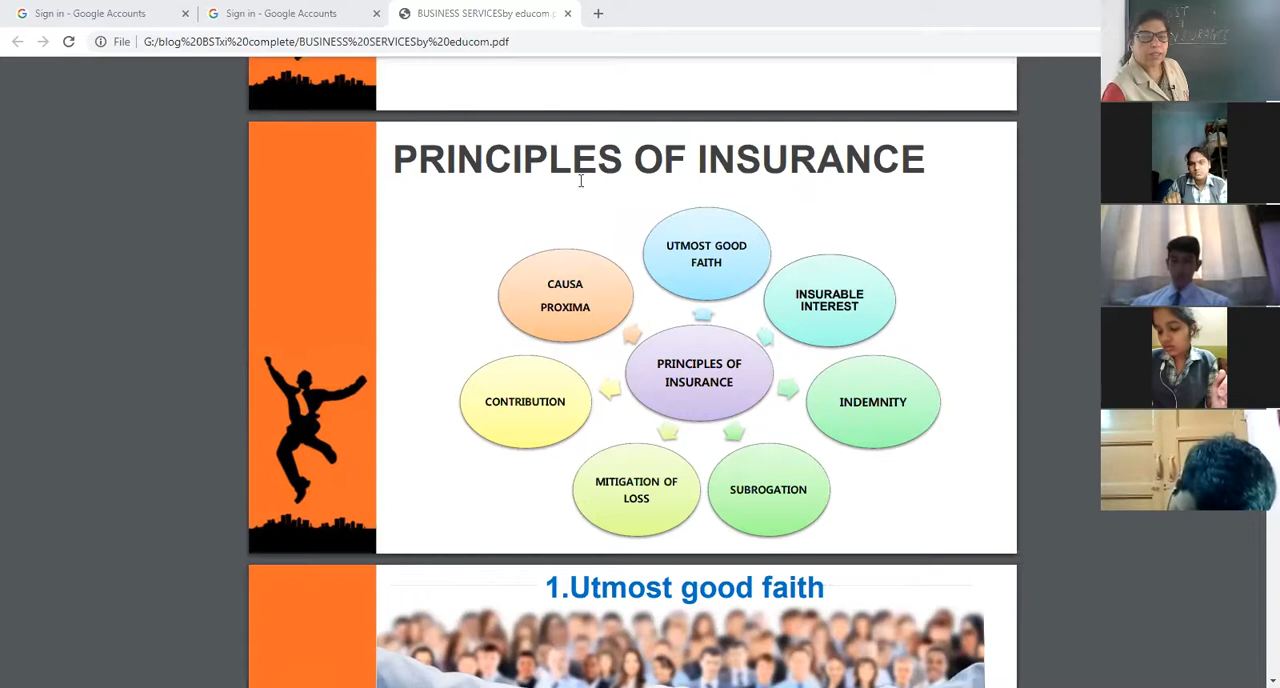 Sign in - Google Accounts
Sign in - Google Accounts
BUSINESS SERVICESby educom.p
File
G:/blog%20BSTxi%20complete/BUSINESS%20SERVICESby%20educom.pdf
BST
INSURANCE
PRINCIPLES OF INSURANCE
UTMOST GOOD
FAITH
CAUSA
PROXIMA
INSURABLE
INTEREST
PRINCIPLES OF
INSURANCE
CONTRIBUTION
INDEMNITY
MITIGATION OF
LOSS
SUBROGATION
1.Utmost good faith